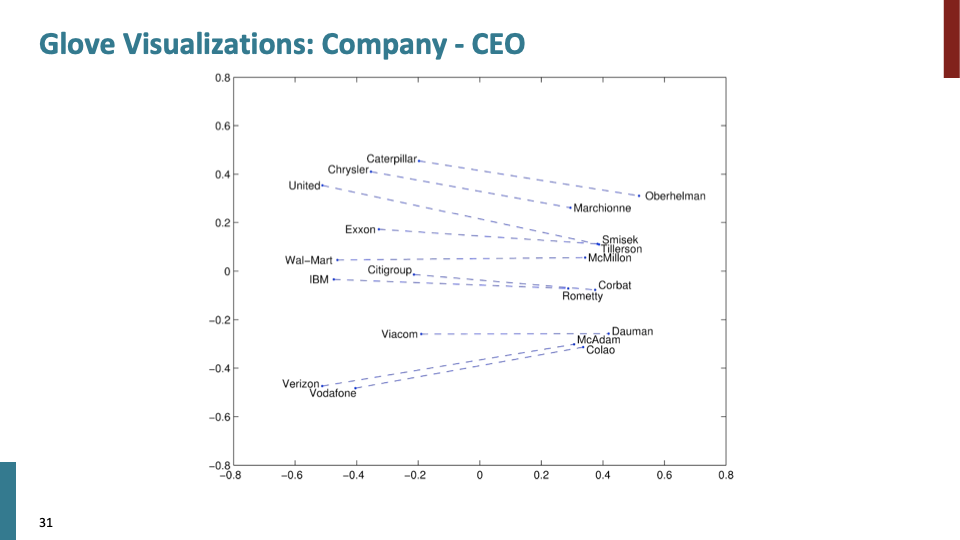 Glove Visualizations: Company - CEO
0.8
0.6
0.4
0.2
0
−0.2
−0.4
−0.6
−0.8
Caterpillar
Chrysler
United
Oberhelman
Marchionne
Exxon
Smisek
Tillerson
Wal−Mart
McMillon
Citigroup
IBM
Corbat
Rometty
Viacom
Dauman
McAdam
Colao
Verizon
Vodafone
−0.8 −0.6 −0.4 −0.2 0 0.2 0.4 0.6 0.8
31